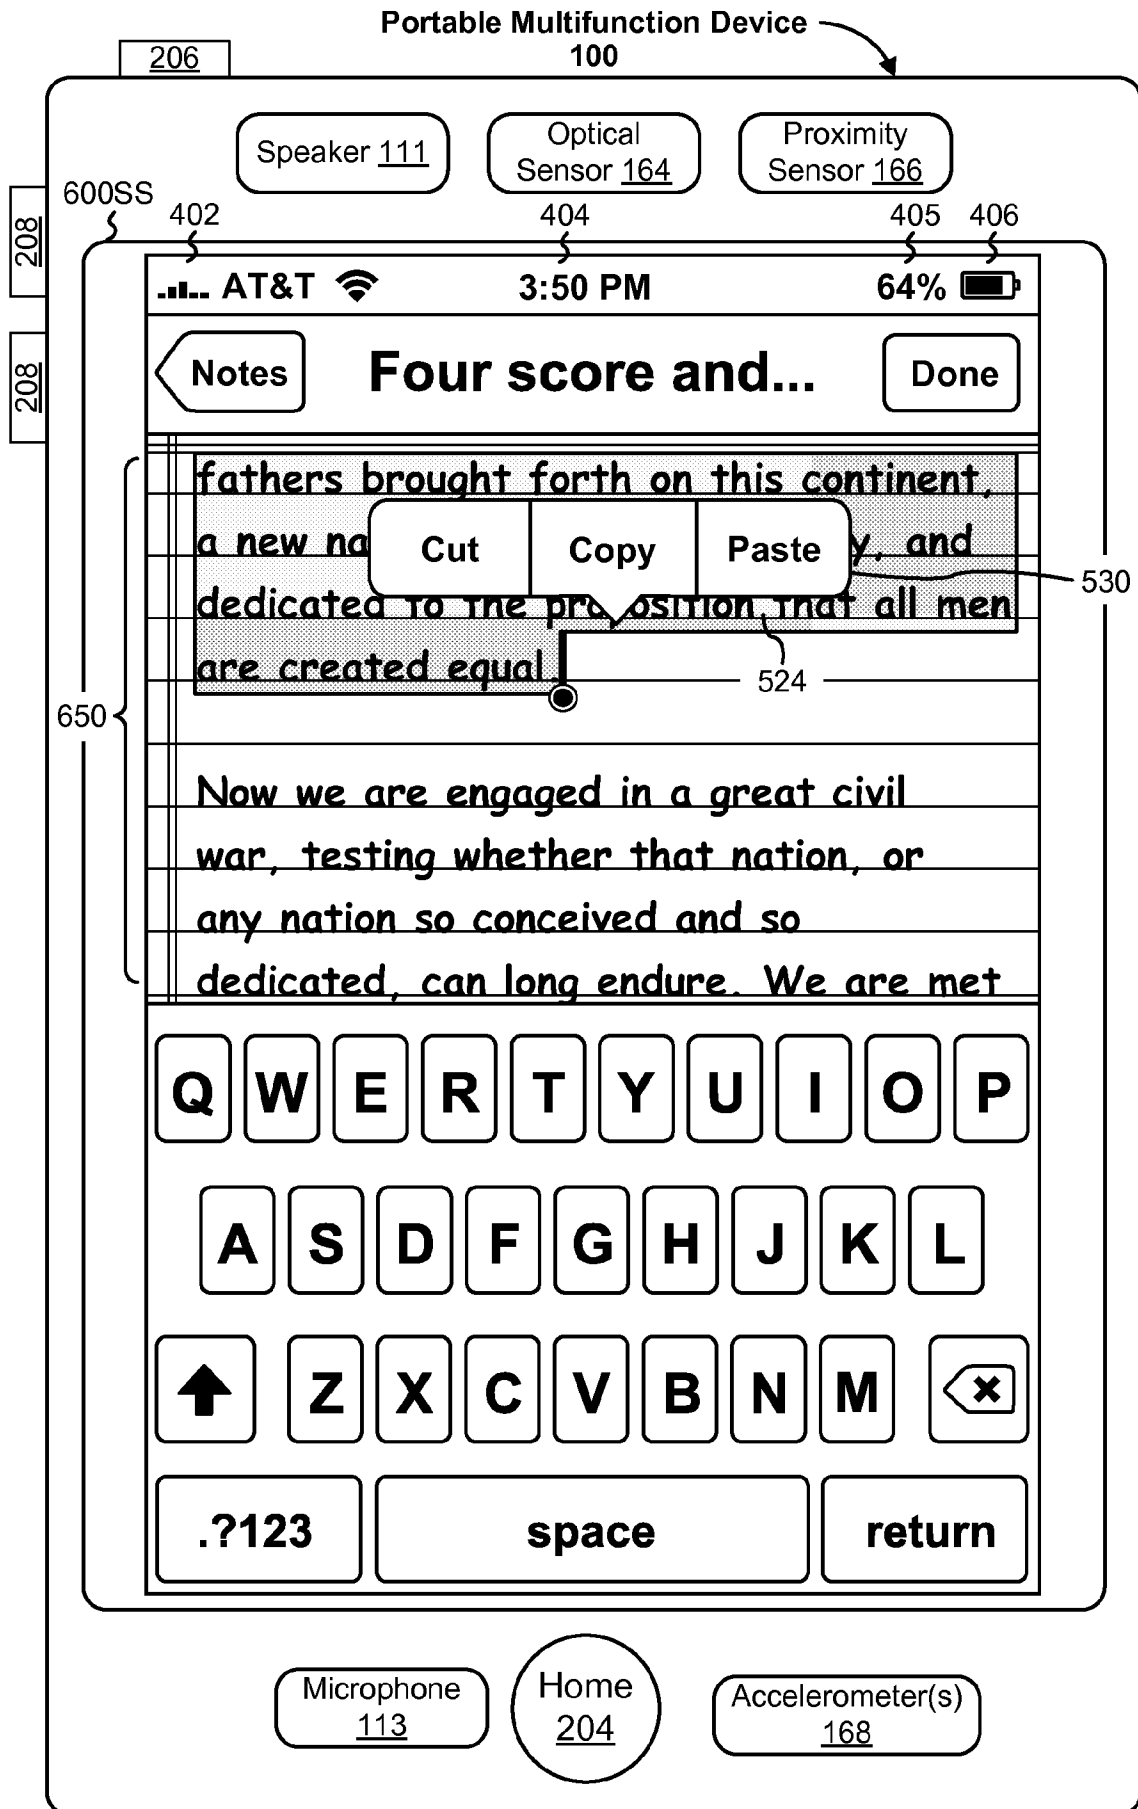 Portable Multifunction Device
100
206
Speaker 111
Optical
Sensor 164
Proximity
Sensor 166
600SS
402
404
405
406
208
208
AT&T 3:50 PM 64%
Notes Four score and... Done
fathers brought forth on this continent,
a new na
y, and
Cut Copy Paste
530
dedicated to the proposition that all men
are created equal.
524
650
Now we are engaged in a great civil
war, testing whether that nation, or
any nation so conceived and so
dedicated, can long endure. We are met
Q W E R T Y U I O P
A S D F G H J K L
Z X C V B N M
.?123 space return
Microphone
113
Home
204
Accelerometer(s)
168